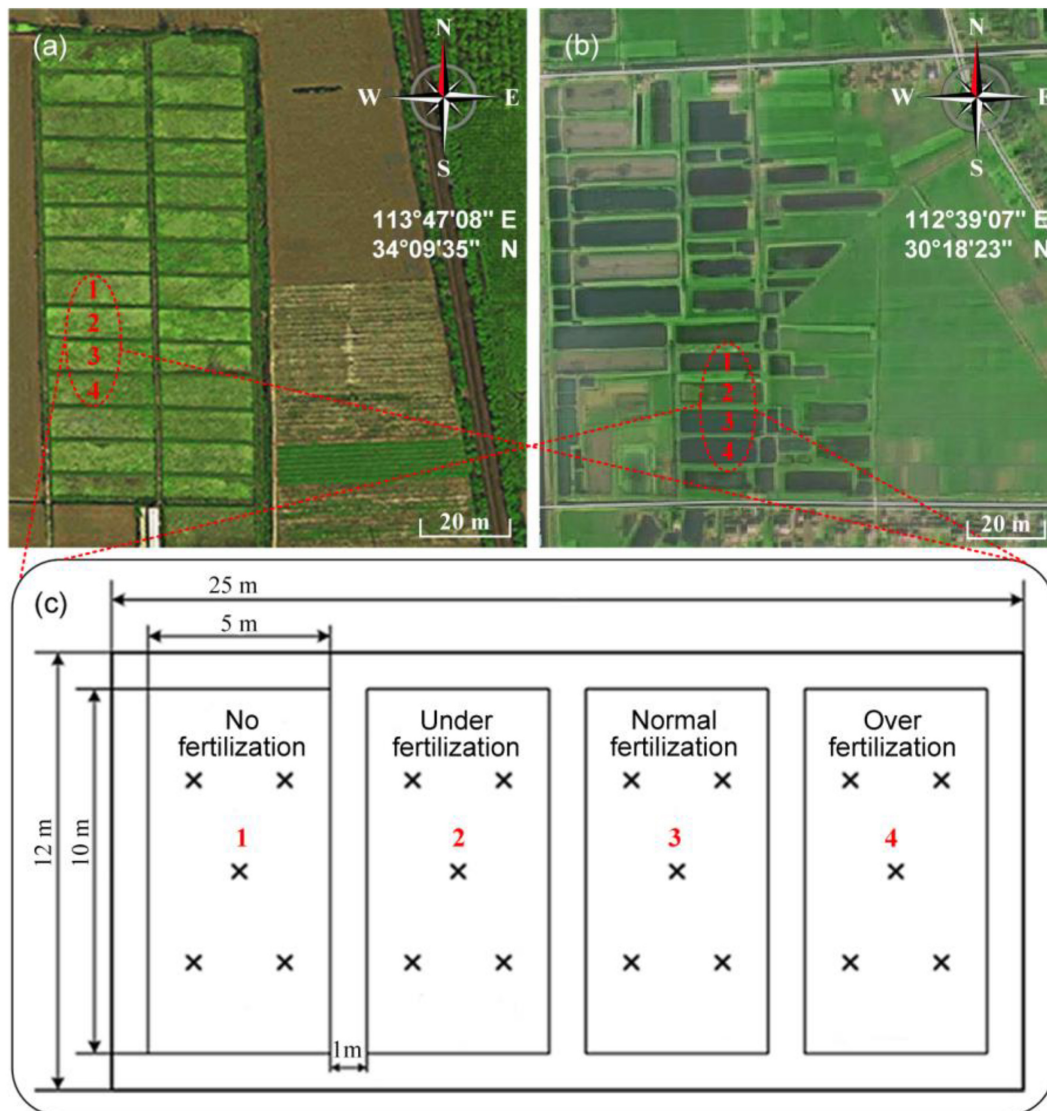 (a)
N
W E
S
113°47'08" E
34°09'35" N
1
2
3
4
20 m
(b)
N
W E
S
112°39'07" E
30°18'23" N
1
2
3
4
20 m
(c)
25 m
5 m
12 m
10 m
No
fertilization
1
Under
fertilization
2
Normal
fertilization
3
Over
fertilization
4
1m